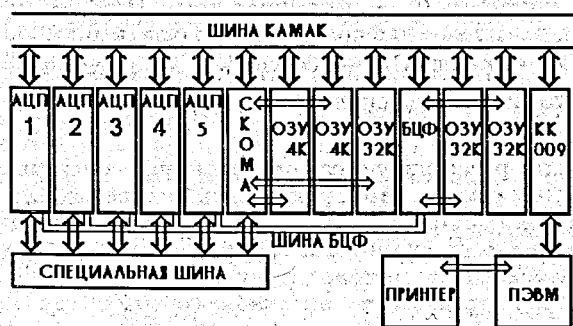 ШИНА КАМАК
АЦП 1
АЦП 2
АЦП 3
АЦП 4
АЦП 5
СКОМА
ОЗУ 4К
ОЗУ 4К
ОЗУ 32К
БЦФ
ОЗУ 32К
ОЗУ 32К
КК 009
ШИНА БЦФ
СПЕЦИАЛЬНАЯ ШИНА
ПРИНТЕР
ПЭВМ